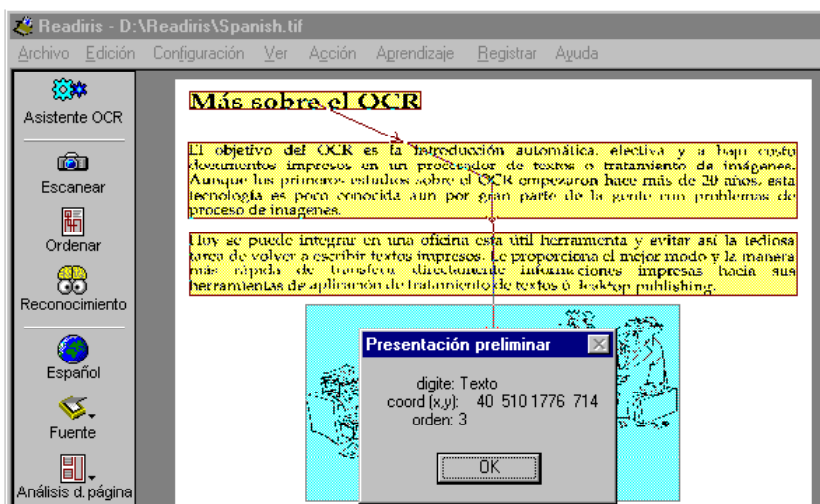 Readiris - D:\Readiris\Spanish.tif
Archivo Edición Configuración Ver Acción Aprendizaje Registrar Ayuda
Asistente OCR
Escanear
Ordenar
Reconocimiento
Español
Fuente
Análisis d. página
Más sobre el OCR
El objetivo del OCR es la introducción automática, electiva y a bajo costo
documentos impresos en un procesador de textos o tratamiento de imágenes.
Aunque los primeros estudios sobre el OCR empezaron hace más de 20 años, esta
tecnología es poco conocida aun por gran parte de la gente con problemas de
proceso de imagenes.
Hoy se puede integrar en una oficina esta útil herramienta y evitar así la tediosa
tarea de volver a escribir textos impresos. Le proporciona el mejor modo y la manera
más rápida de transferir directamente informaciones impresas hacia sus
herramientas de aplicación de tratamiento de textos ó desktop publishing.
Presentación preliminar
digite: Texto
coord (x,y): 40 510 1776 714
orden: 3
OK